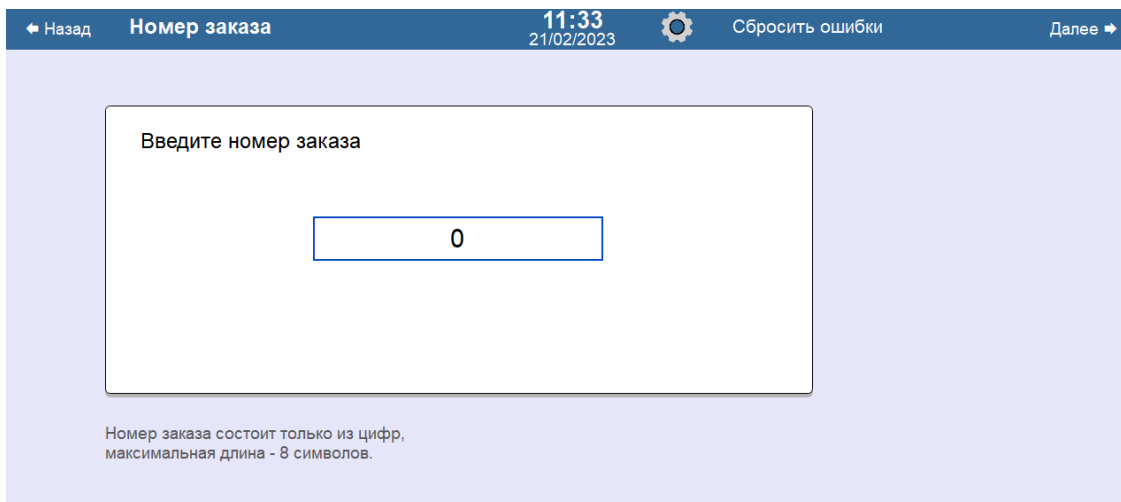 Назад
Номер заказа
11:33
21/02/2023
Сбросить ошибки
Далее
Введите номер заказа
0
Номер заказа состоит только из цифр,
максимальная длина - 8 символов.